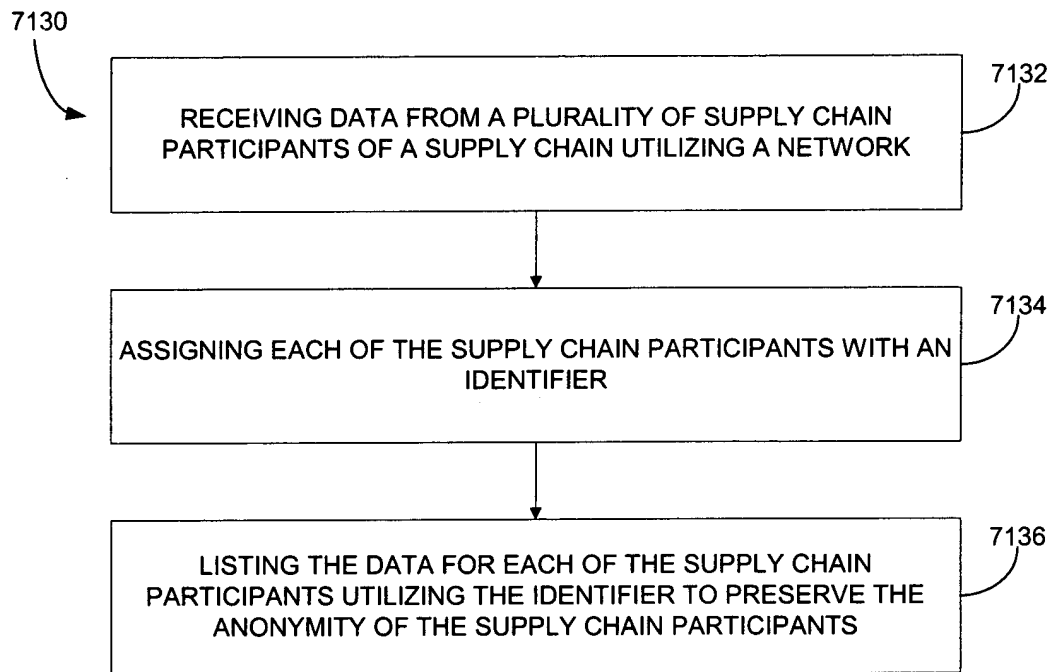 7130
7132
RECEIVING DATA FROM A PLURALITY OF SUPPLY CHAIN
PARTICIPANTS OF A SUPPLY CHAIN UTILIZING A NETWORK
7134
ASSIGNING EACH OF THE SUPPLY CHAIN PARTICIPANTS WITH AN
IDENTIFIER
7136
LISTING THE DATA FOR EACH OF THE SUPPLY CHAIN
PARTICIPANTS UTILIZING THE IDENTIFIER TO PRESERVE THE
ANONYMITY OF THE SUPPLY CHAIN PARTICIPANTS